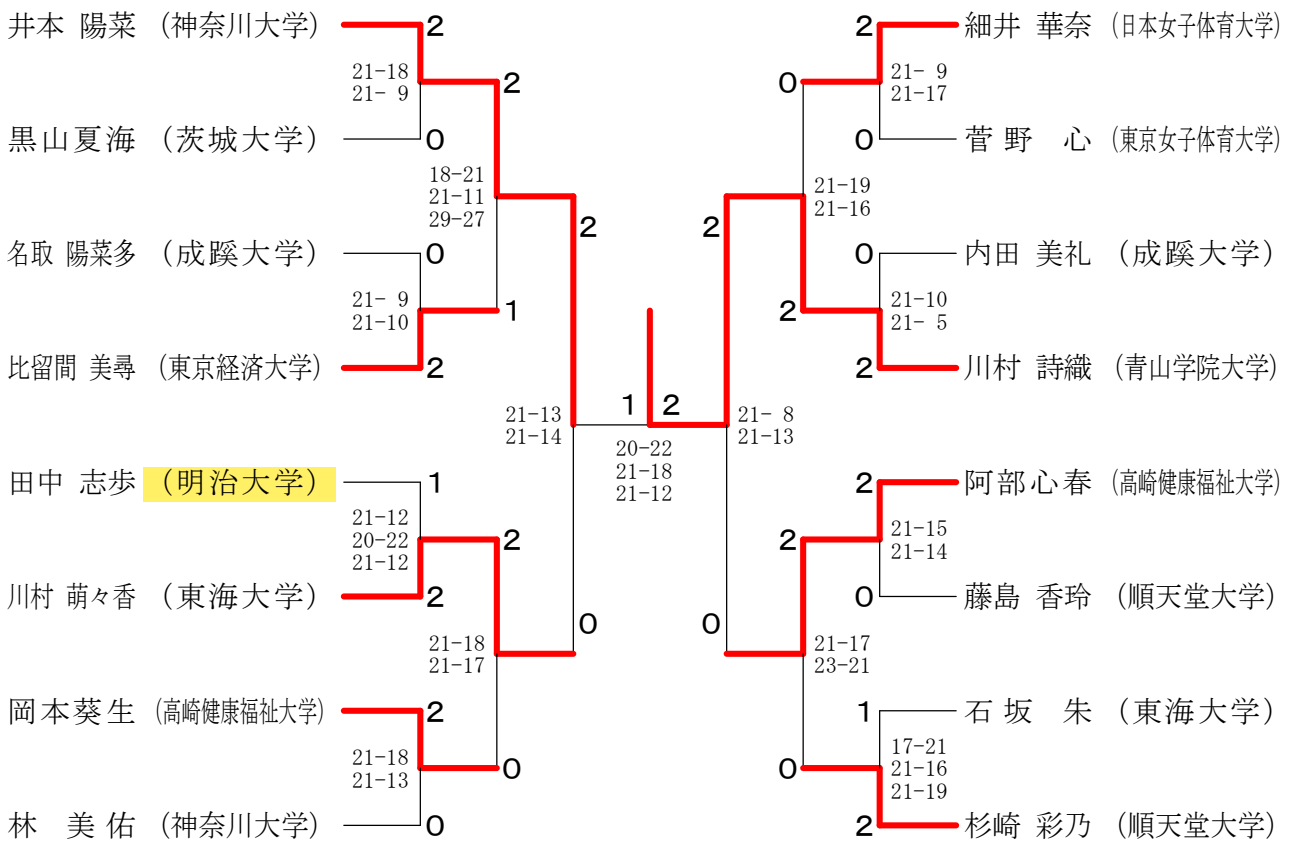 井本 陽菜 (神奈川大学) 2
21-18
21- 9
2
黒山夏海 (茨城大学) 0
18-21
21-11
29-27
2
名取 陽菜多 (成蹊大学) 0
21- 9
21-10
1
比留間 美尋 (東京経済大学) 2
21-13
21-14
田中 志歩 (明治大学) 1
21-12
20-22
21-12
2
川村 萌々香 (東海大学) 2
21-18
21-17
0
岡本葵生 (高崎健康福祉大学) 2
21-18
21-13
0
林 美佑 (神奈川大学) 0
1 2
20-22
21-18
21-12
2 細井 華奈 (日本女子体育大学)
0
21- 9
21-17
0 菅野 心 (東京女子体育大学)
2
21-19
21-16
0 内田 美礼 (成蹊大学)
2
21-10
21- 5
2 川村 詩織 (青山学院大学)
21- 8
21-13
2 阿部心春 (高崎健康福祉大学)
2
21-15
21-14
0 藤島 香玲 (順天堂大学)
0
21-17
23-21
1 石坂 朱 (東海大学)
0
17-21
21-16
21-19
2 杉崎 彩乃 (順天堂大学)